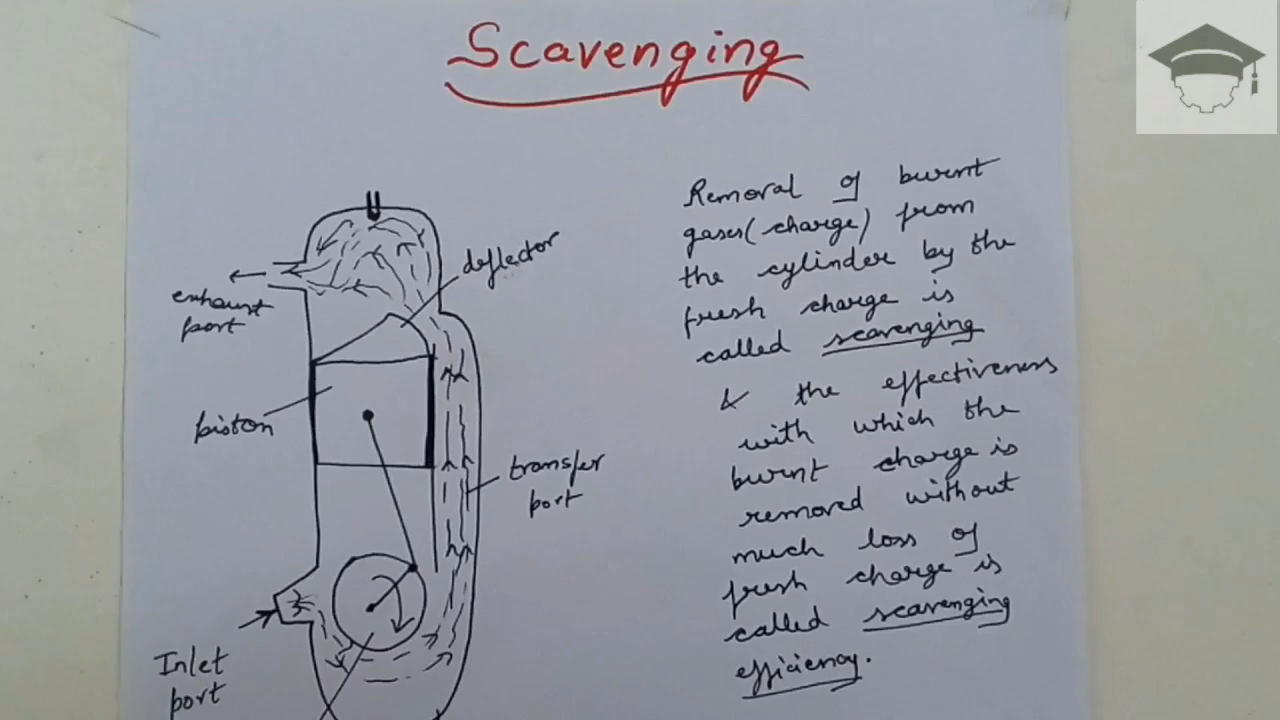 Scavenging
deflector
exhaust
port
piston
transfer
port
Inlet
port
Removal of burnt
gases(charge) from
the cylinder by the
fresh charge is
called scavenging
& the effectiveness
with which the
burnt charge is
removed without
much loss of
fresh charge is
called scavenging
efficiency.